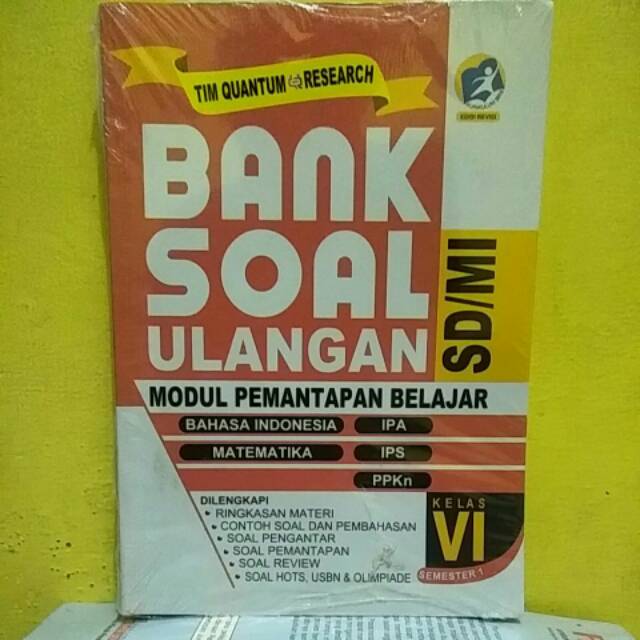 TIM QUANTUM RESEARCH
EDISI REVISI
BANK
SOAL
ULANGAN
SD/MI
MODUL PEMANTAPAN BELAJAR
BAHASA INDONESIA IPA
MATEMATIKA IPS
PPKn
DILENGKAPI
• RINGKASAN MATERI
• CONTOH SOAL DAN PEMBAHASAN
• SOAL PENGANTAR
• SOAL PEMANTAPAN
• SOAL REVIEW
• SOAL HOTS, USBN & OLIMPIADE
KELAS
VI
SEMESTER 1